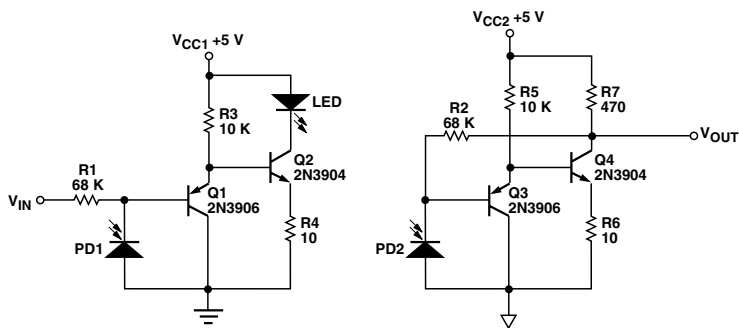 VCC1 +5 V
LED
R3
10 K
Q2
2N3904
R1
68 K
VIN
Q1
2N3906
R4
10
PD1
VCC2 +5 V
R5
10 K
R7
470
R2
68 K
VOUT
Q4
2N3904
Q3
2N3906
R6
10
PD2